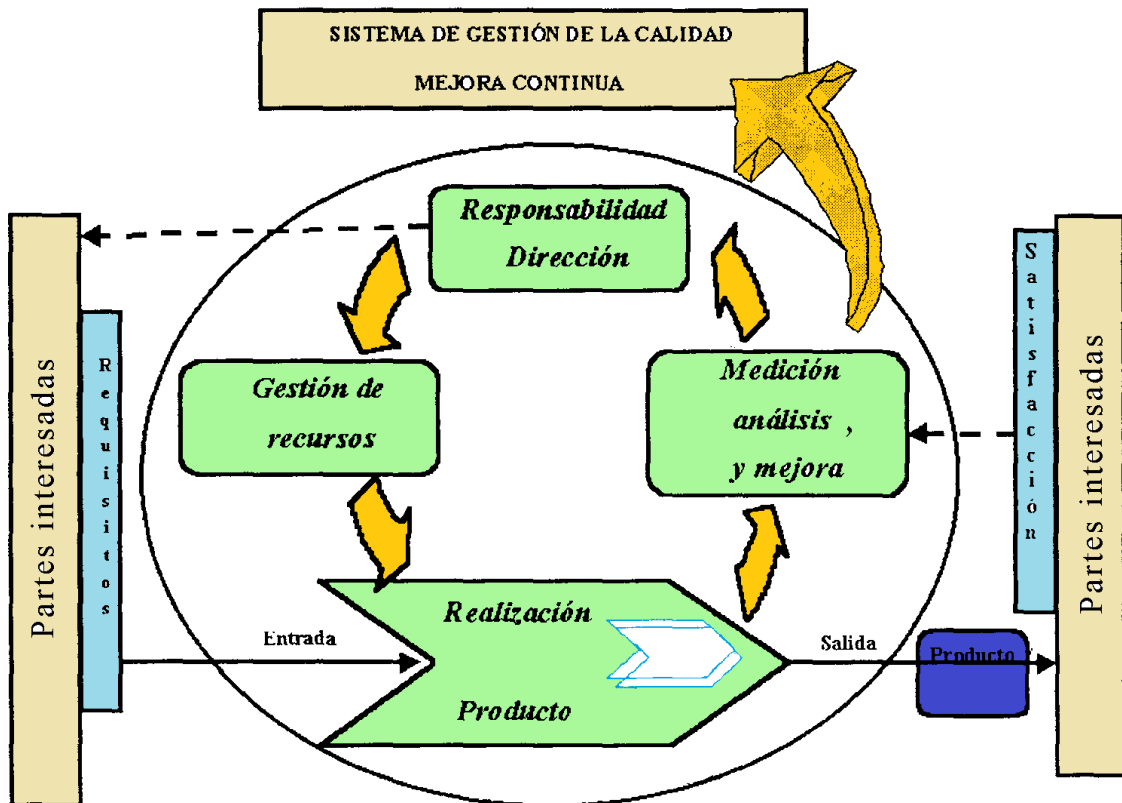 SISTEMA DE GESTIÓN DE LA CALIDAD
MEJORA CONTINUA
Responsabilidad
Dirección
Gestión de
recursos
Medición
análisis ,
y mejora
Realización
Producto
Entrada
Salida
Producto
Partes interesadas
Requisitos
Satisfacción
Partes interesadas